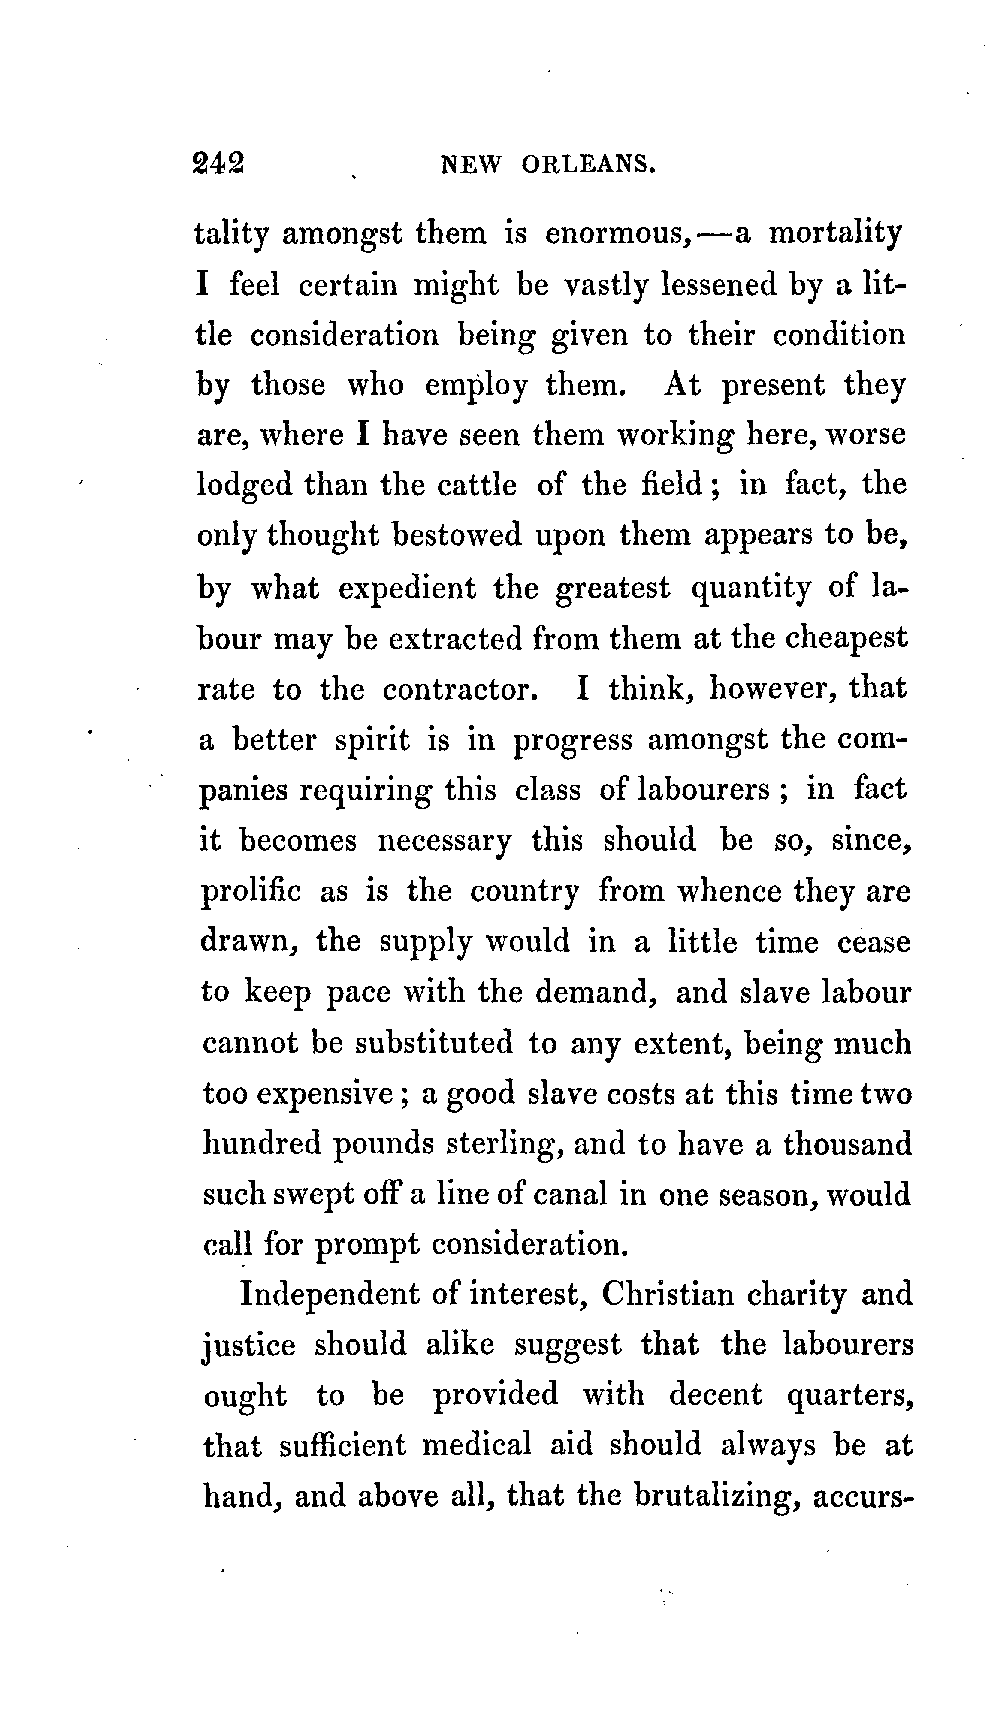 242 NEW ORLEANS.
tality amongst them is enormous,—a mortality
I feel certain might be vastly lessened by a lit-
tle consideration being given to their condition
by those who employ them. At present they
are, where I have seen them working here, worse
lodged than the cattle of the field; in fact, the
only thought bestowed upon them appears to be,
by what expedient the greatest quantity of la-
bour may be extracted from them at the cheapest
rate to the contractor. I think, however, that
a better spirit is in progress amongst the com-
panies requiring this class of labourers; in fact
it becomes necessary this should be so, since,
prolific as is the country from whence they are
drawn, the supply would in a little time cease
to keep pace with the demand, and slave labour
cannot be substituted to any extent, being much
too expensive; a good slave costs at this time two
hundred pounds sterling, and to have a thousand
such swept off a line of canal in one season, would
call for prompt consideration.
Independent of interest, Christian charity and
justice should alike suggest that the labourers
ought to be provided with decent quarters,
that sufficient medical aid should always be at
hand, and above all, that the brutalizing, accurs-